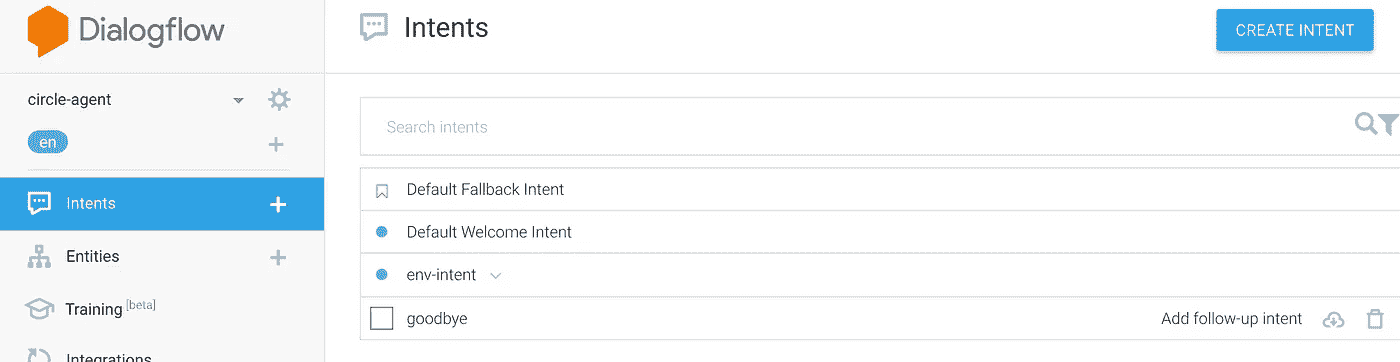 Dialogflow
circle-agent
en
Intents
Entities
Training [beta]
Integrations
Intents
CREATE INTENT
Search intents
Default Fallback Intent
Default Welcome Intent
env-intent
goodbye
Add follow-up intent